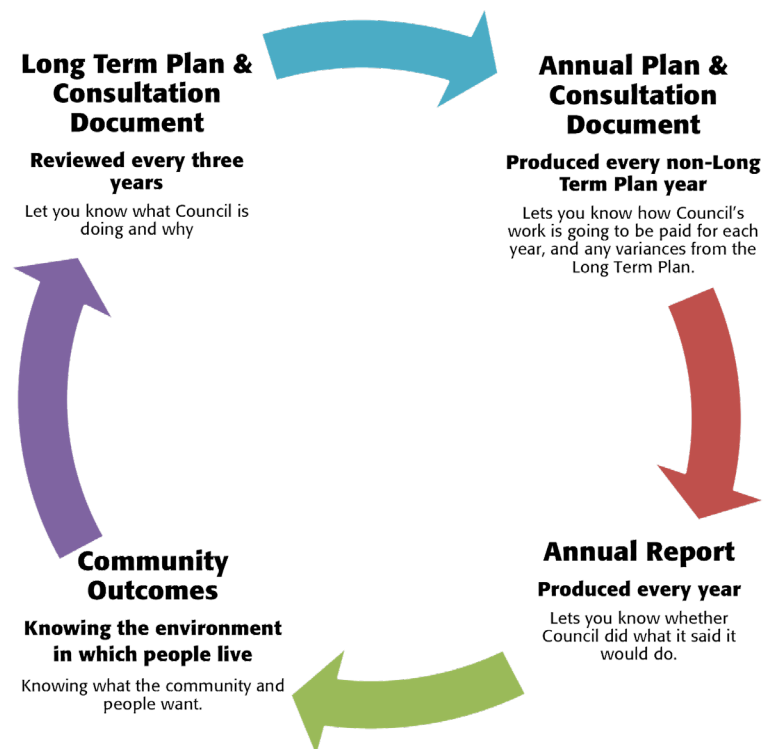 Long Term Plan &
Consultation
Document
Reviewed every three
years
Let you know what Council is
doing and why
Annual Plan &
Consultation
Document
Produced every non-Long
Term Plan year
Lets you know how Council’s
work is going to be paid for each
year, and any variances from the
Long Term Plan.
Annual Report
Produced every year
Lets you know whether
Council did what it said it
would do.
Community
Outcomes
Knowing the environment
in which people live
Knowing what the community and
people want.